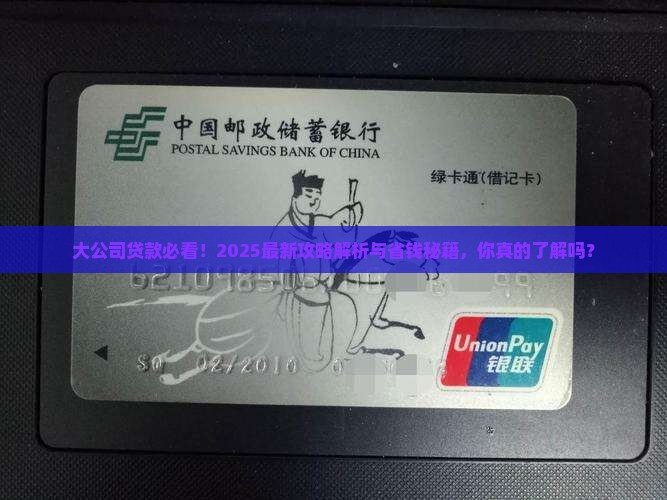 中国邮政储蓄银行
POSTAL SAVINGS BANK OF CHINA
绿卡通(借记卡)
大公司贷款必看！2025最新攻略解析与省钱秘籍，你真的了解吗？
UnionPay
银联